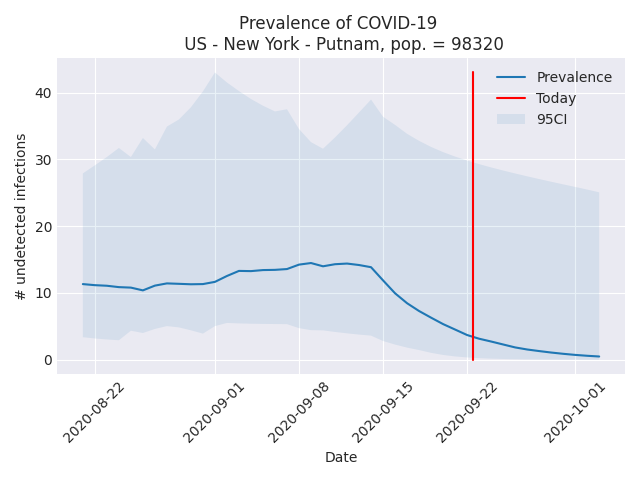 Prevalence of COVID-19
US - New York - Putnam, pop. = 98320
Prevalence
Today
95CI
# undetected infections
40
30
20
10
0
2020-08-22
2020-09-01
2020-09-08
2020-09-15
2020-09-22
2020-10-01
Date